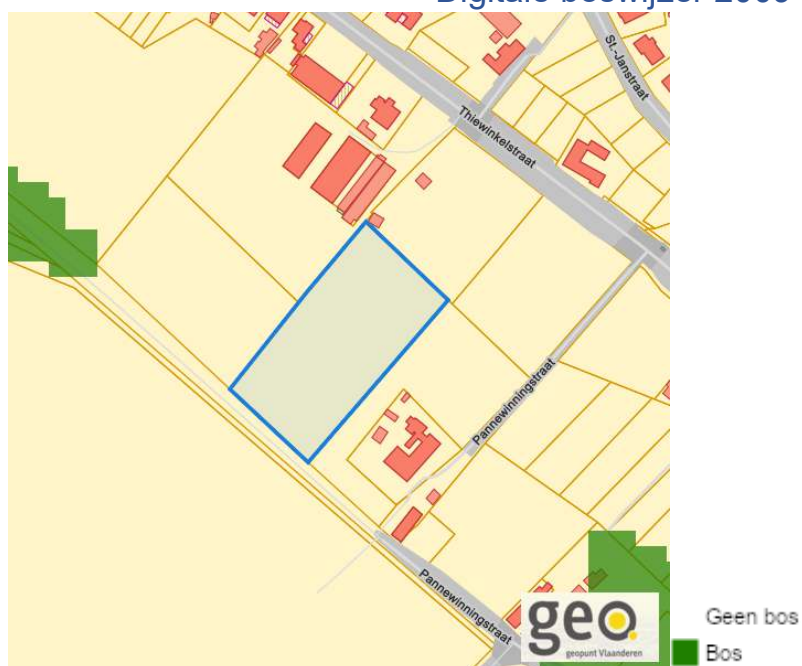 St.-Janstraat
Thiewinkelstraat
Pannewinningstraat
Pannewinningstraat
geo
geopunt Vlaanderen
Geen bos
Bos